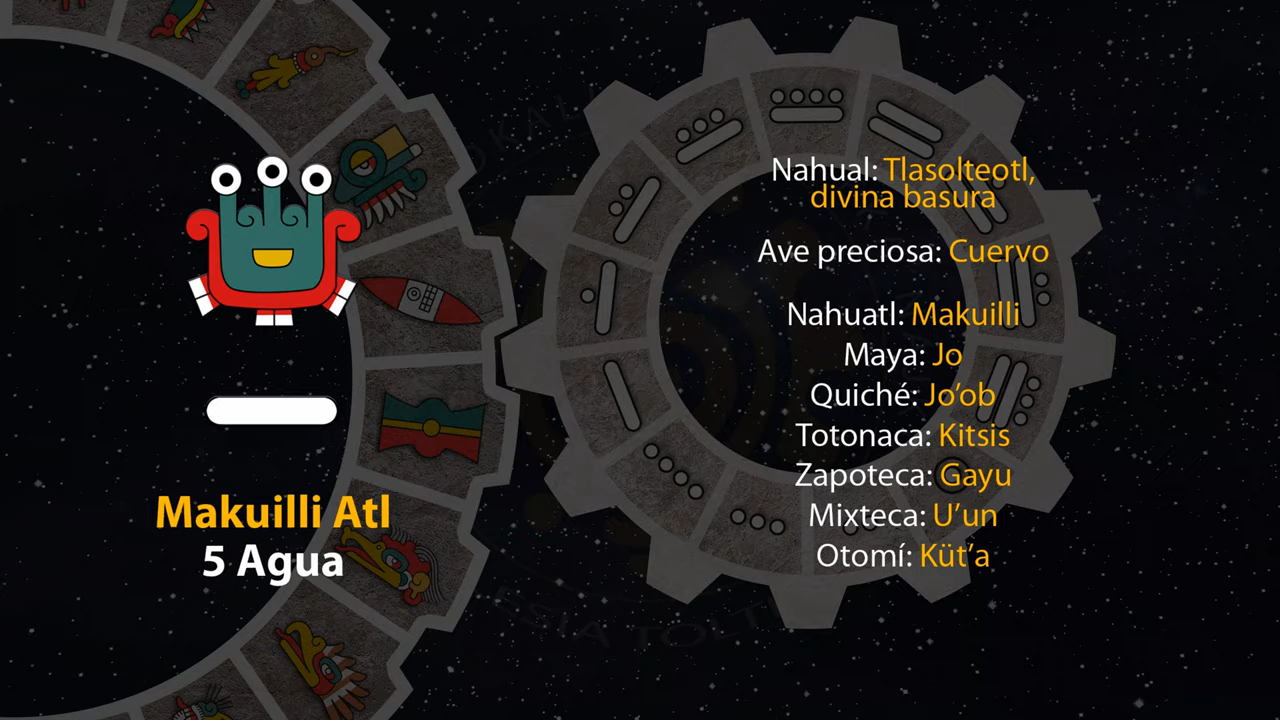 Makuilli Atl
5 Agua
Nahual: Tlasolteotl,
divina basura
Ave preciosa: Cuervo
Nahuatl: Makuilli
Maya: Jo
Quiché: Jo’ob
Totonaca: Kitsis
Zapoteca: Gayu
Mixteca: U’un
Otomí: Küt’a